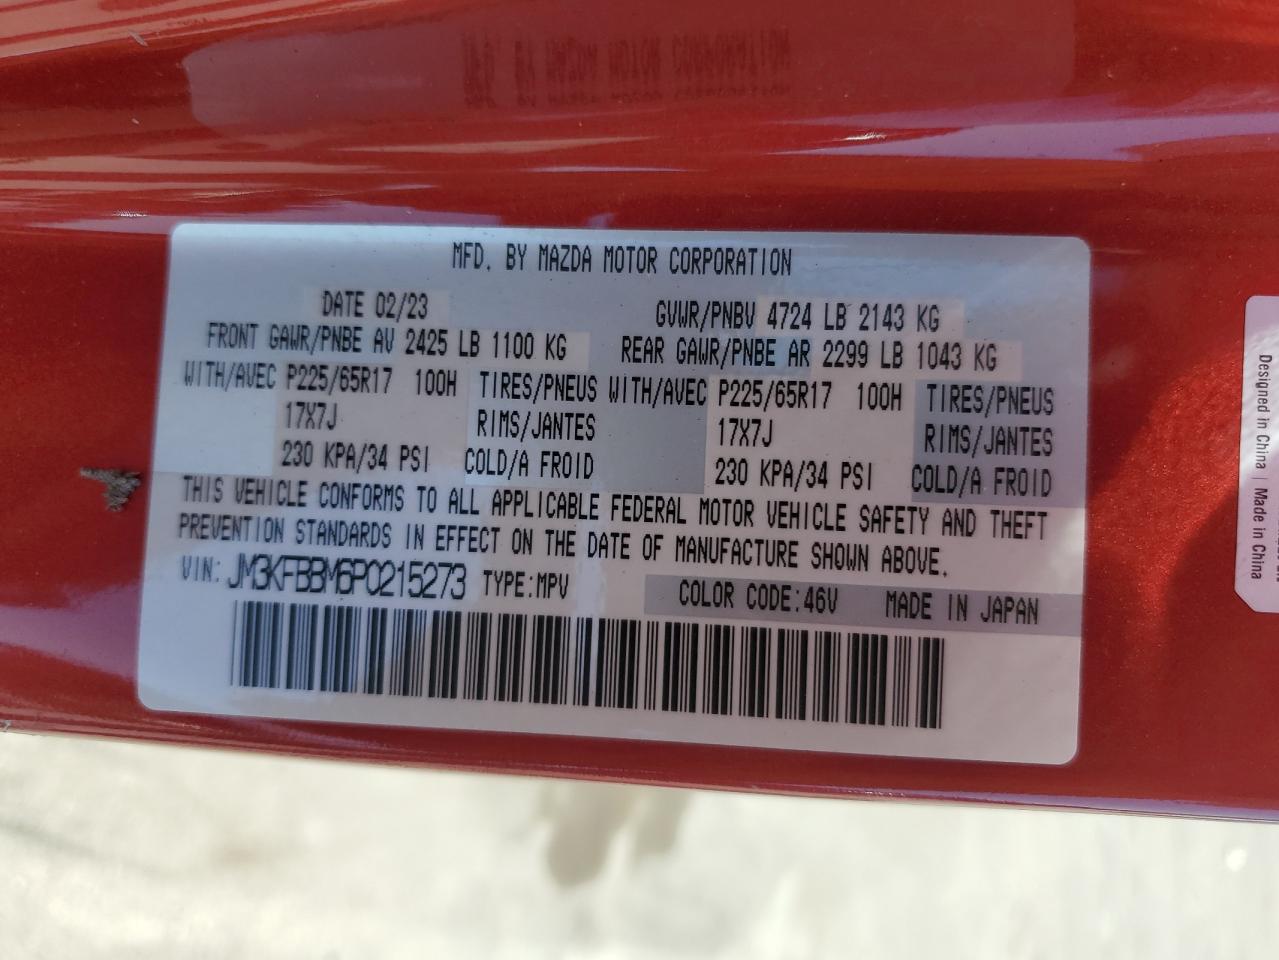 MFD. BY MAZDA MOTOR CORPORATION
DATE 02/23 GVWR/PNBV 4724 LB 2143 KG
FRONT GAWR/PNBE AV 2425 LB 1100 KG REAR GAWR/PNBE AR 2299 LB 1043 KG
WITH/AVEC P225/65R17 100H TIRES/PNEUS WITH/AVEC P225/65R17 100H TIRES/PNEUS
17X7J RIMS/JANTES 17X7J RIMS/JANTES
230 KPA/34 PSI COLD/A FROID 230 KPA/34 PSI COLD/A FROID
THIS VEHICLE CONFORMS TO ALL APPLICABLE FEDERAL MOTOR VEHICLE SAFETY AND THEFT
PREVENTION STANDARDS IN EFFECT ON THE DATE OF MANUFACTURE SHOWN ABOVE.
VIN: JM3KFBBM6P0215273 TYPE:MPV COLOR CODE:46V MADE IN JAPAN
Designed in China | Made in China